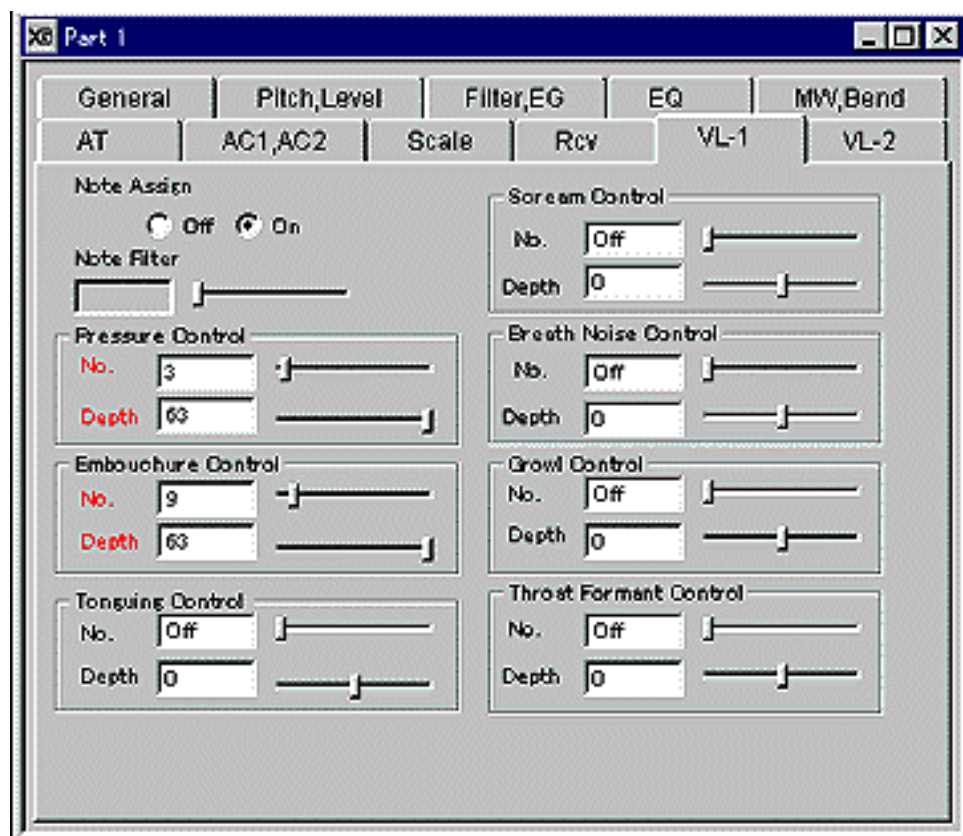 XG Part 1
General Pitch,Level Filter,EG EQ MW,Bend
AT AC1,AC2 Scale Rcv VL-1 VL-2
Note Assign
Off On
Note Filter
Pressure Control
No. 3
Depth 63
Embouchure Control
No. 9
Depth 63
Tonguing Control
No. Off
Depth 0
Scream Control
No. Off
Depth 0
Breath Noise Control
No. Off
Depth 0
Growl Control
No. Off
Depth 0
Throat Formant Control
No. Off
Depth 0